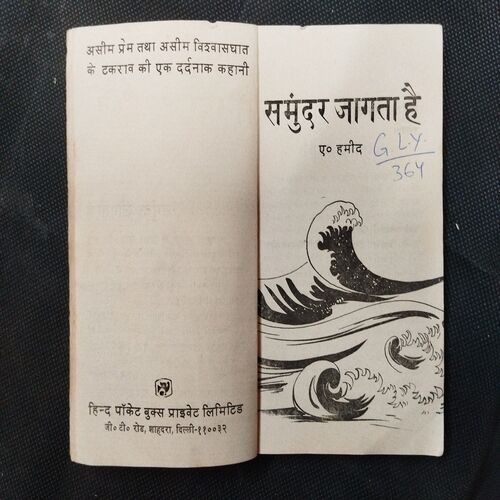 असीम प्रेम तथा असीम विश्वासघात
के टकराव की एक दर्दनाक कहानी
हिन्द पॉकेट बुक्स प्राइवेट लिमिटिड
जी० टी० रोड, शाहदरा, दिल्ली-११००३२
समुंदर जागता है
ए० हमीद
G.L.Y.
364